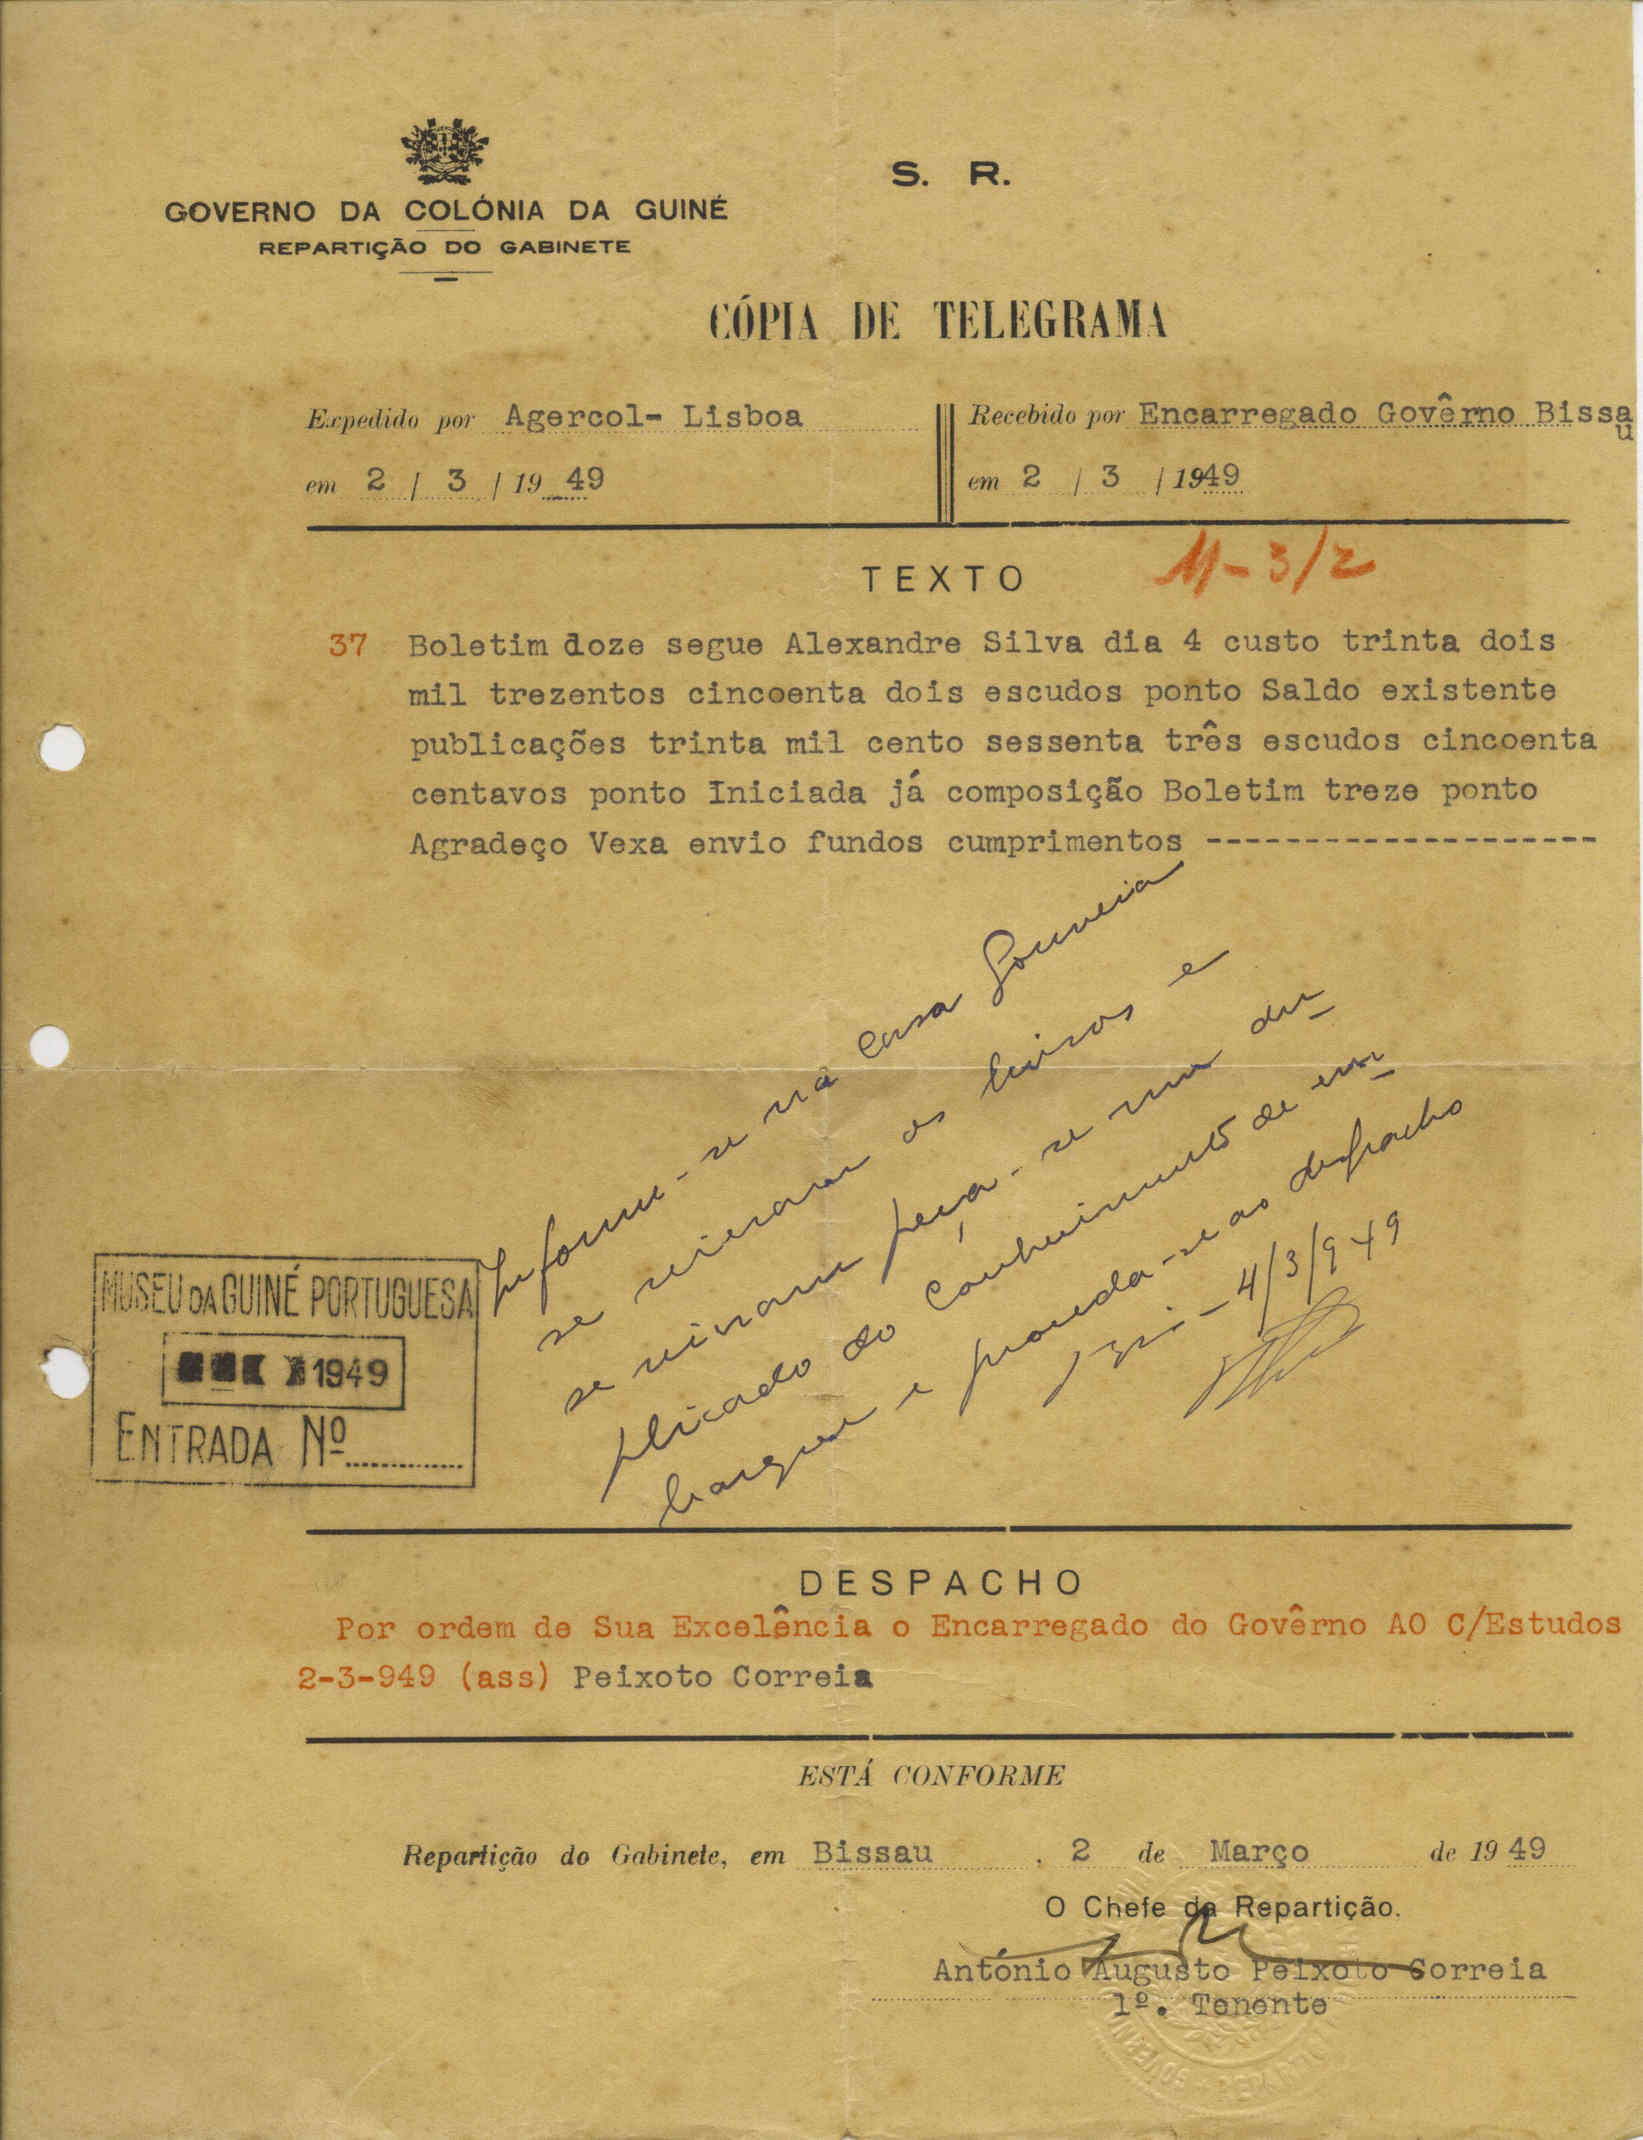 S. R.
GOVERNO DA COLÓNIA DA GUINÉ
REPARTIÇÃO DO GABINETE
CÓPIA DE TELEGRAMA
Expedido por Agercol- Lisboa
em 2 / 3 / 19 49
Recebido por Encarregado Govêrno Bissau
em 2 / 3 / 1949
TEXTO
11-3/2
37 Boletim doze segue Alexandre Silva dia 4 custo trinta dois
mil trezentos cincoenta dois escudos ponto Saldo existente
publicações trinta mil cento sessenta três escudos cincoenta
centavos ponto Iniciada já composição Boletim treze ponto
Agradeço Vexa envio fundos cumprimentos --------------------
Informe-se na Casa Gouveia
se vieram os livros e
se vieram peça-se um du-
plicado do conhecimento de em-
barque e proceda-se ao despacho
4/3/949
MUSEU DA GUINÉ PORTUGUESA
1949
ENTRADA Nº
DESPACHO
Por ordem de Sua Excelência o Encarregado do Govêrno AO C/Estudos
2-3-949 (ass) Peixoto Correia
ESTÁ CONFORME
Repartição do Gabinete, em Bissau . 2 de Março de 19 49
O Chefe da Repartição.
António Augusto Peixoto Correia
1º. Tenente